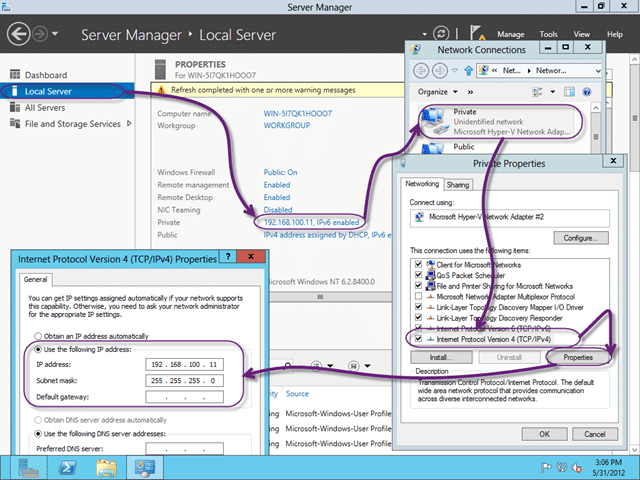 Server Manager
Server Manager › Local Server
Manage Tools View Help
Dashboard
Local Server
All Servers
File and Storage Services
PROPERTIES
For WIN-5I7QK1HOOO7
Refresh completed with one or more warning messages
Computer name WIN-5I7QK1HOOO7
Workgroup WORKGROUP
Windows Firewall Public: On
Remote management Enabled
Remote Desktop Enabled
NIC Teaming Disabled
Private 192.168.100.11, IPv6 enabled
Public IPv4 address assigned by DHCP, IPv6 e
Microsoft Windows NT 6.2.8400.0
Source
Microsoft-Windows-User Profile
Microsoft-Windows-User Profile
Microsoft-Windows-User Profile
Network Connections
Net... Networ...
Organize
Private
Unidentified network
Microsoft Hyper-V Network Adap...
Public
Private Properties
Networking Sharing
Connect using:
Microsoft Hyper-V Network Adapter #2
Configure...
This connection uses the following items:
Client for Microsoft Networks
QoS Packet Scheduler
File and Printer Sharing for Microsoft Networks
Microsoft Network Adapter Multiplexor Protocol
Link-Layer Topology Discovery Mapper I/O Driver
Link-Layer Topology Discovery Responder
Internet Protocol Version 6 (TCP/IPv6)
Internet Protocol Version 4 (TCP/IPv4)
Install... Uninstall Properties
Description
Transmission Control Protocol/Internet Protocol. The default
wide area network protocol that provides communication
across diverse interconnected networks.
OK Cancel
Internet Protocol Version 4 (TCP/IPv4) Properties
General
You can get IP settings assigned automatically if your network supports
this capability. Otherwise, you need to ask your network administrator
for the appropriate IP settings.
Obtain an IP address automatically
Use the following IP address:
IP address: 192 . 168 . 100 . 11
Subnet mask: 255 . 255 . 255 . 0
Default gateway: . . .
Obtain DNS server address automatically
Use the following DNS server addresses:
Preferred DNS server: . . .
3:06 PM
5/31/2012